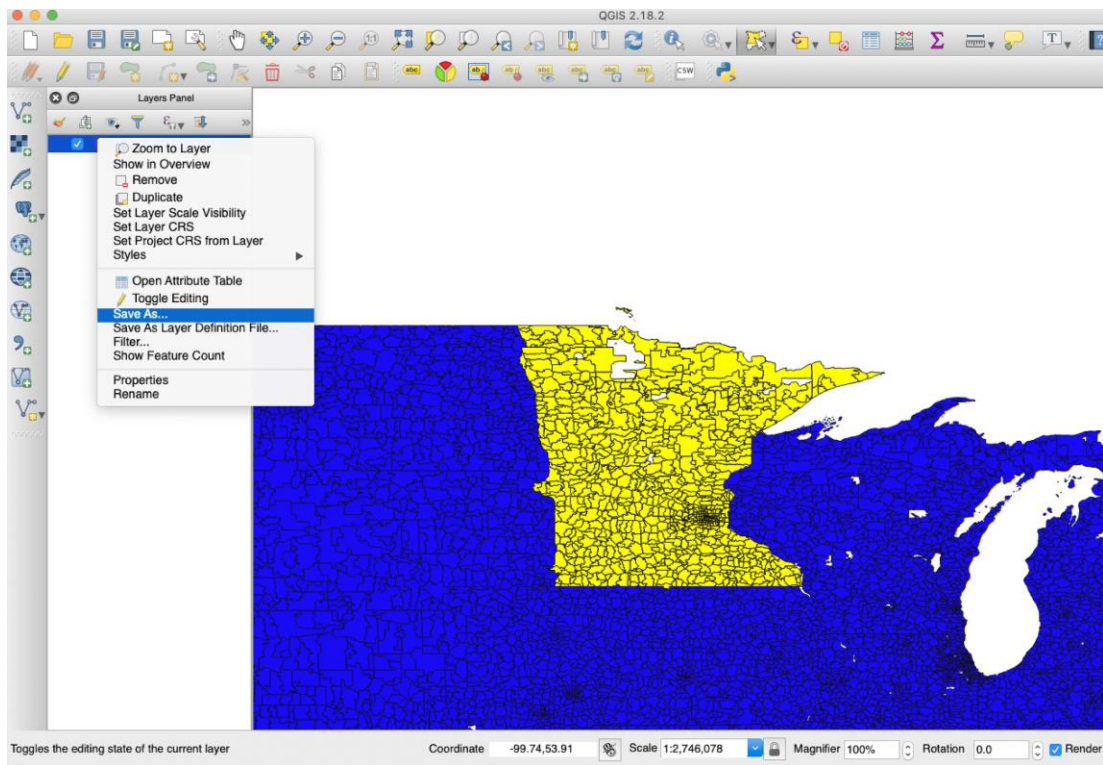 QGIS 2.18.2
Layers Panel
Zoom to Layer
Show in Overview
Remove
Duplicate
Set Layer Scale Visibility
Set Layer CRS
Set Project CRS from Layer
Styles
Open Attribute Table
Toggle Editing
Save As...
Save As Layer Definition File...
Filter...
Show Feature Count
Properties
Rename
Toggles the editing state of the current layer Coordinate -99.74,53.91 Scale 1:2,746,078 Magnifier 100% Rotation 0.0 Render